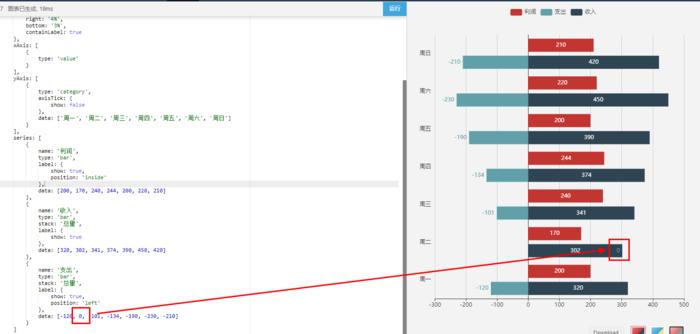 7 图表已生成, 19ms
运行
right: '4%',
bottom: '3%',
containLabel: true
},
xAxis: [
{
type: 'value'
}
],
yAxis: [
{
type: 'category',
axisTick: {
show: false
},
data: ['周一', '周二', '周三', '周四', '周五', '周六', '周日']
}
],
series: [
{
name: '利润',
type: 'bar',
label: {
show: true,
position: 'inside'
},
data: [200, 170, 240, 244, 200, 220, 210]
},
{
name: '收入',
type: 'bar',
stack: '总量',
label: {
show: true
},
data: [320, 302, 341, 374, 390, 450, 420]
},
{
name: '支出',
type: 'bar',
stack: '总量',
label: {
show: true,
position: 'left'
},
data: [-120, 0, -101, -134, -190, -230, -210]
}
]
利润 支出 收入
周日 210
-210 420
周六 220
-230 450
周五 200
-190 390
周四 244
-134 374
周三 240
-101 341
周二 170
302 0
周一 200
-120 320
-300 -200 -100 0 100 200 300 400 500
Download